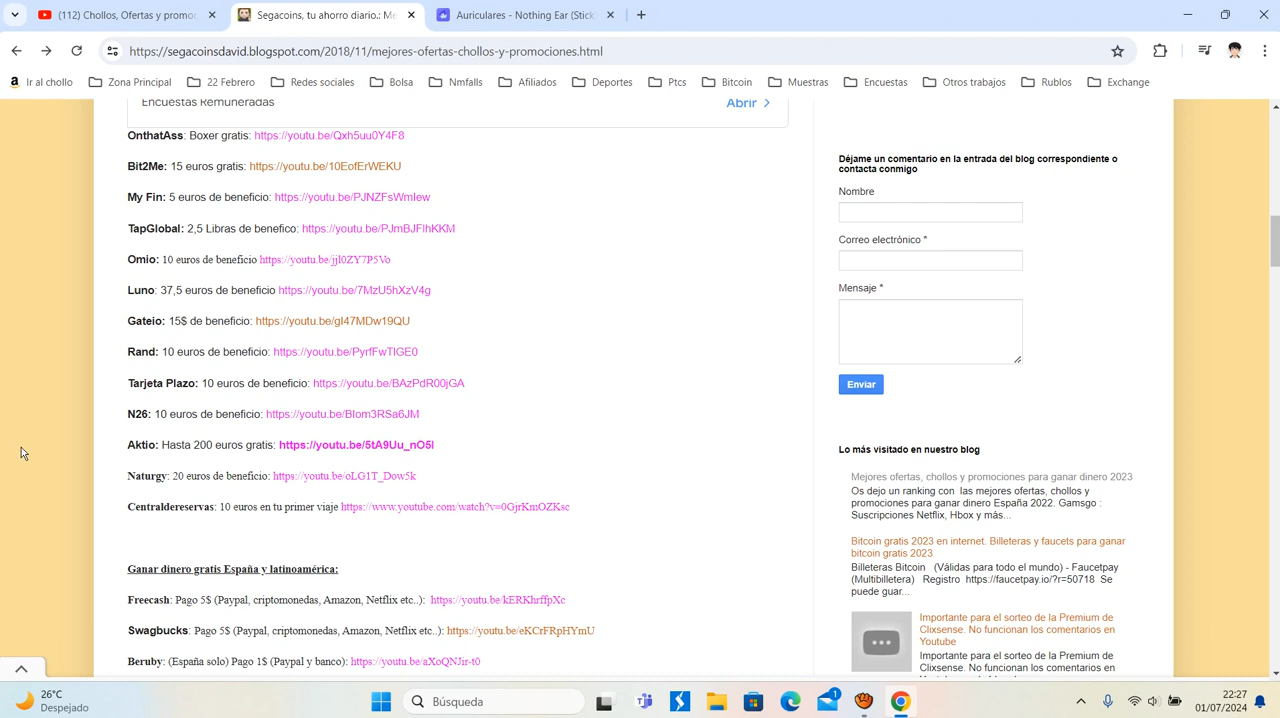 (112) Chollos, Ofertas y promoc
Segacoins, tu ahorro diario.: Me
Auriculares - Nothing Ear (Stick
https://segacoinsdavid.blogspot.com/2018/11/mejores-ofertas-chollos-y-promociones.html
Ir al chollo
Zona Principal
22 Febrero
Redes sociales
Bolsa
Nmfalls
Afiliados
Deportes
Ptcs
Bitcoin
Muestras
Encuestas
Otros trabajos
Rublos
Exchange
Encuestas Remuneradas
Abrir
OnthatAss: Boxer gratis: https://youtu.be/Qxh5uu0Y4F8
Bit2Me: 15 euros gratis: https://youtu.be/10EofErWEKU
My Fin: 5 euros de beneficio: https://youtu.be/PJNZFsWmIew
TapGlobal: 2,5 Libras de benefico: https://youtu.be/PJmBJFlhKKM
Omio: 10 euros de beneficio https://youtu.be/jjI0ZY7P5Vo
Luno: 37,5 euros de beneficio https://youtu.be/7MzU5hXzV4g
Gateio: 15$ de beneficio: https://youtu.be/gI47MDw19QU
Rand: 10 euros de beneficio: https://youtu.be/PyrfFwTlGE0
Tarjeta Plazo: 10 euros de beneficio: https://youtu.be/BAzPdR00jGA
N26: 10 euros de beneficio: https://youtu.be/BIom3RSa6JM
Aktio: Hasta 200 euros gratis: https://youtu.be/5tA9Uu_nO5I
Naturgy: 20 euros de beneficio: https://youtu.be/oLG1T_Dow5k
Centraldereservas: 10 euros en tu primer viaje https://www.youtube.com/watch?v=0GjrKmOZKsc
Ganar dinero gratis España y latinoamérica:
Freecash: Pago 5$ (Paypal, criptomonedas, Amazon, Netflix etc..): https://youtu.be/kERKhrffpXc
Swagbucks: Pago 5$ (Paypal, criptomonedas, Amazon, Netflix etc..): https://youtu.be/eKCrFRpHYmU
Beruby: (España solo) Pago 1$ (Paypal y banco): https://youtu.be/aXoQNJir-t0
Déjame un comentario en la entrada del blog correspondiente o
contacta conmigo
Nombre
Correo electrónico *
Mensaje *
Enviar
Lo más visitado en nuestro blog
Mejores ofertas, chollos y promociones para ganar dinero 2023
Os dejo un ranking con las mejores ofertas, chollos y
promociones para ganar dinero España 2022. Gamsgo :
Suscripciones Netflix, Hbox y más...
Bitcoin gratis 2023 en internet. Billeteras y faucets para ganar
bitcoin gratis 2023
Billeteras Bitcoin (Válidas para todo el mundo) - Faucetpay
(Multibilletera) Registro https://faucetpay.io/?r=50718 Se
puede guar...
Importante para el sorteo de la Premium de
Clixsense. No funcionan los comentarios en
Youtube
Importante para el sorteo de la Premium de
Clixsense. No funcionan los comentarios en
26°C
Despejado
Búsqueda
1
22:27
01/07/2024